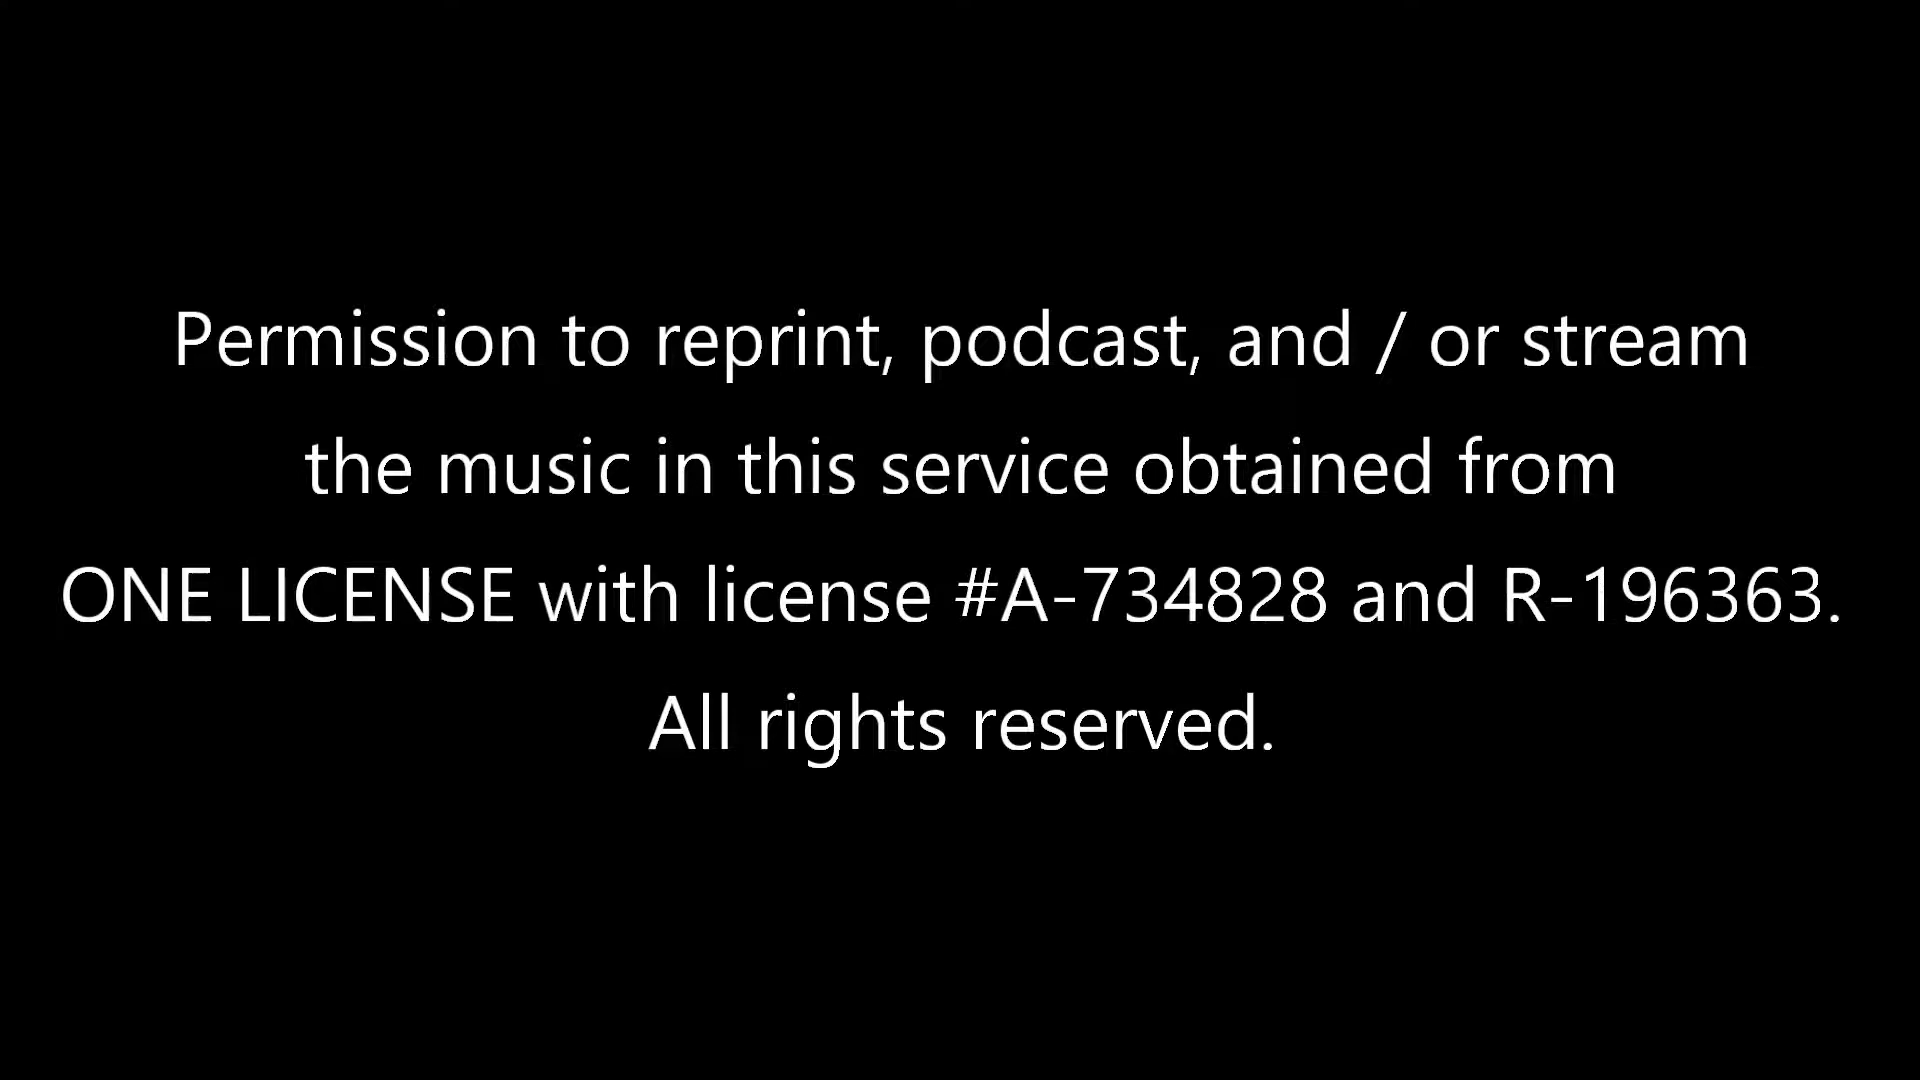 Permission to reprint, podcast, and / or stream
the music in this service obtained from
ONE LICENSE with license #A-734828 and R-196363.
All rights reserved.